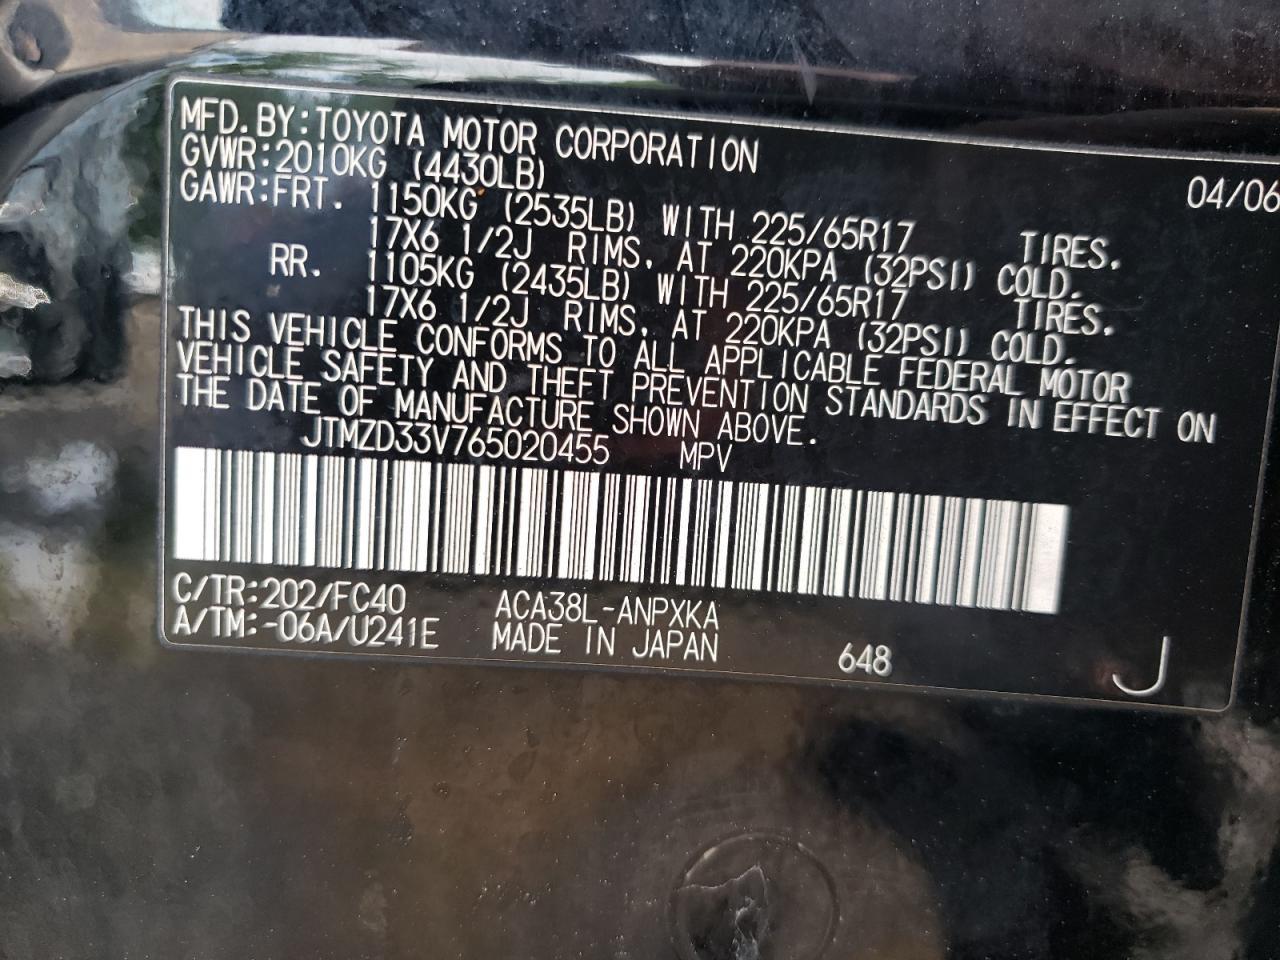 MFD.BY:TOYOTA MOTOR CORPORATION 04/06
GVWR:2010KG (4430LB)
GAWR:FRT. 1150KG (2535LB) WITH 225/65R17 TIRES.
17X6 1/2J RIMS, AT 220KPA (32PSI) COLD.
RR. 1105KG (2435LB) WITH 225/65R17 TIRES.
17X6 1/2J RIMS, AT 220KPA (32PSI) COLD.
THIS VEHICLE CONFORMS TO ALL APPLICABLE FEDERAL MOTOR
VEHICLE SAFETY AND THEFT PREVENTION STANDARDS IN EFFECT ON
THE DATE OF MANUFACTURE SHOWN ABOVE.
JTMZD33V765020455 MPV
C/TR:202/FC40 ACA38L-ANPXKA
A/TM:-06A/U241E MADE IN JAPAN 648 J